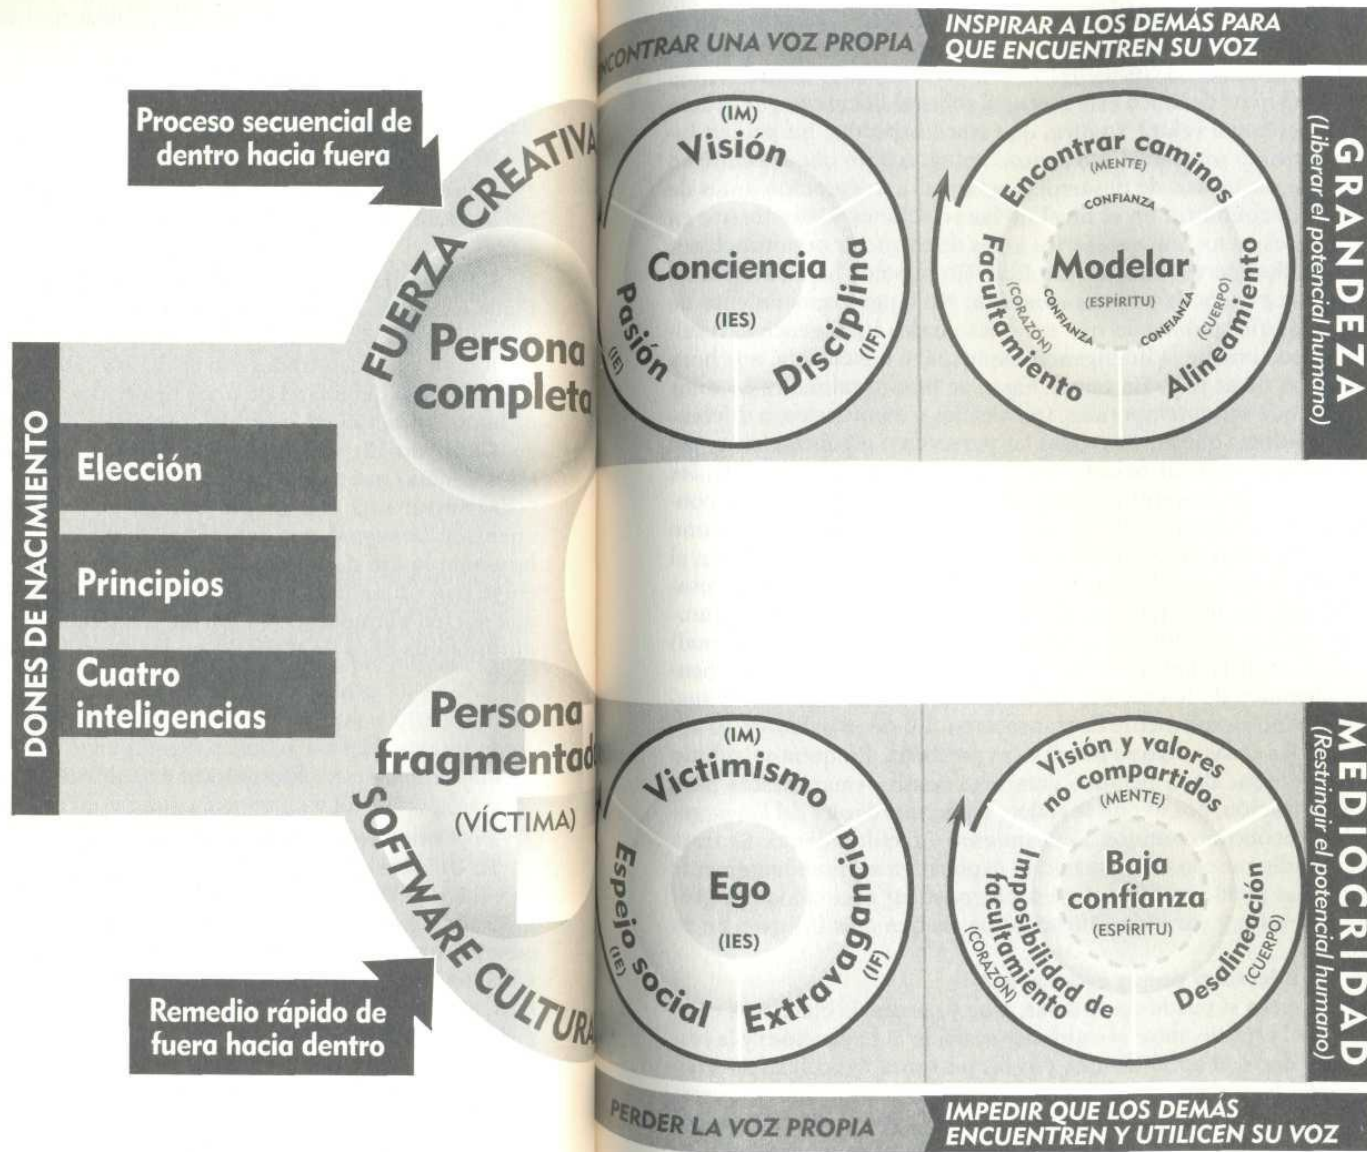 ENCONTRAR UNA VOZ PROPIA
INSPIRAR A LOS DEMÁS PARA
QUE ENCUENTREN SU VOZ
Proceso secuencial de
dentro hacia fuera
FUERZA CREATIVA
Persona
completa
(IM)
Visión
Conciencia
(IES)
Pasión
(IE)
Disciplina
(IF)
Encontrar caminos
(MENTE)
CONFIANZA
Modelar
(ESPÍRITU)
CONFIANZA
CONFIANZA
Facultamiento
(CORAZÓN)
Alineamiento
(CUERPO)
GRANDEZA
(Liberar el potencial humano)
DONES DE NACIMIENTO
Elección
Principios
Cuatro
inteligencias
Persona
fragmentada
(VÍCTIMA)
SOFTWARE CULTURAL
Remedio rápido de
fuera hacia dentro
(IM)
Victimismo
Ego
(IES)
Espejo social
(IE)
Extravagancia
(IF)
Visión y valores
no compartidos
(MENTE)
Baja
confianza
(ESPÍRITU)
Imposibilidad de
facultamiento
(CORAZÓN)
Desalineación
(CUERPO)
MEDIOCRIDAD
(Restringir el potencial humano)
PERDER LA VOZ PROPIA
IMPEDIR QUE LOS DEMÁS
ENCUENTREN Y UTILICEN SU VOZ